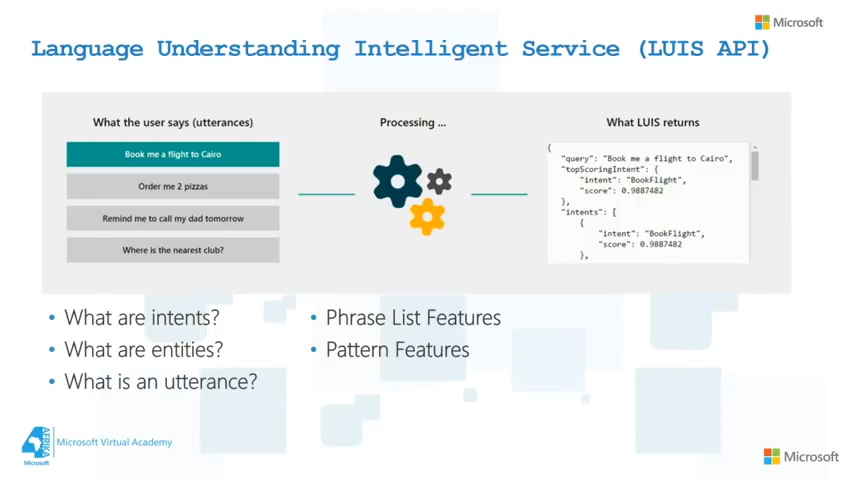 Microsoft
Language Understanding Intelligent Service (LUIS API)
What the user says (utterances)
Book me a flight to Cairo
Order me 2 pizzas
Remind me to call my dad tomorrow
Where is the nearest club?
Processing ...
What LUIS returns
{
"query": "Book me a flight to Cairo",
"topScoringIntent": {
"intent": "BookFlight",
"score": 0.9887482
},
"intents": [
{
"intent": "BookFlight",
"score": 0.9887482
},
• What are intents?
• What are entities?
• What is an utterance?
• Phrase List Features
• Pattern Features
4AFRIKA
Microsoft
Microsoft Virtual Academy
Microsoft